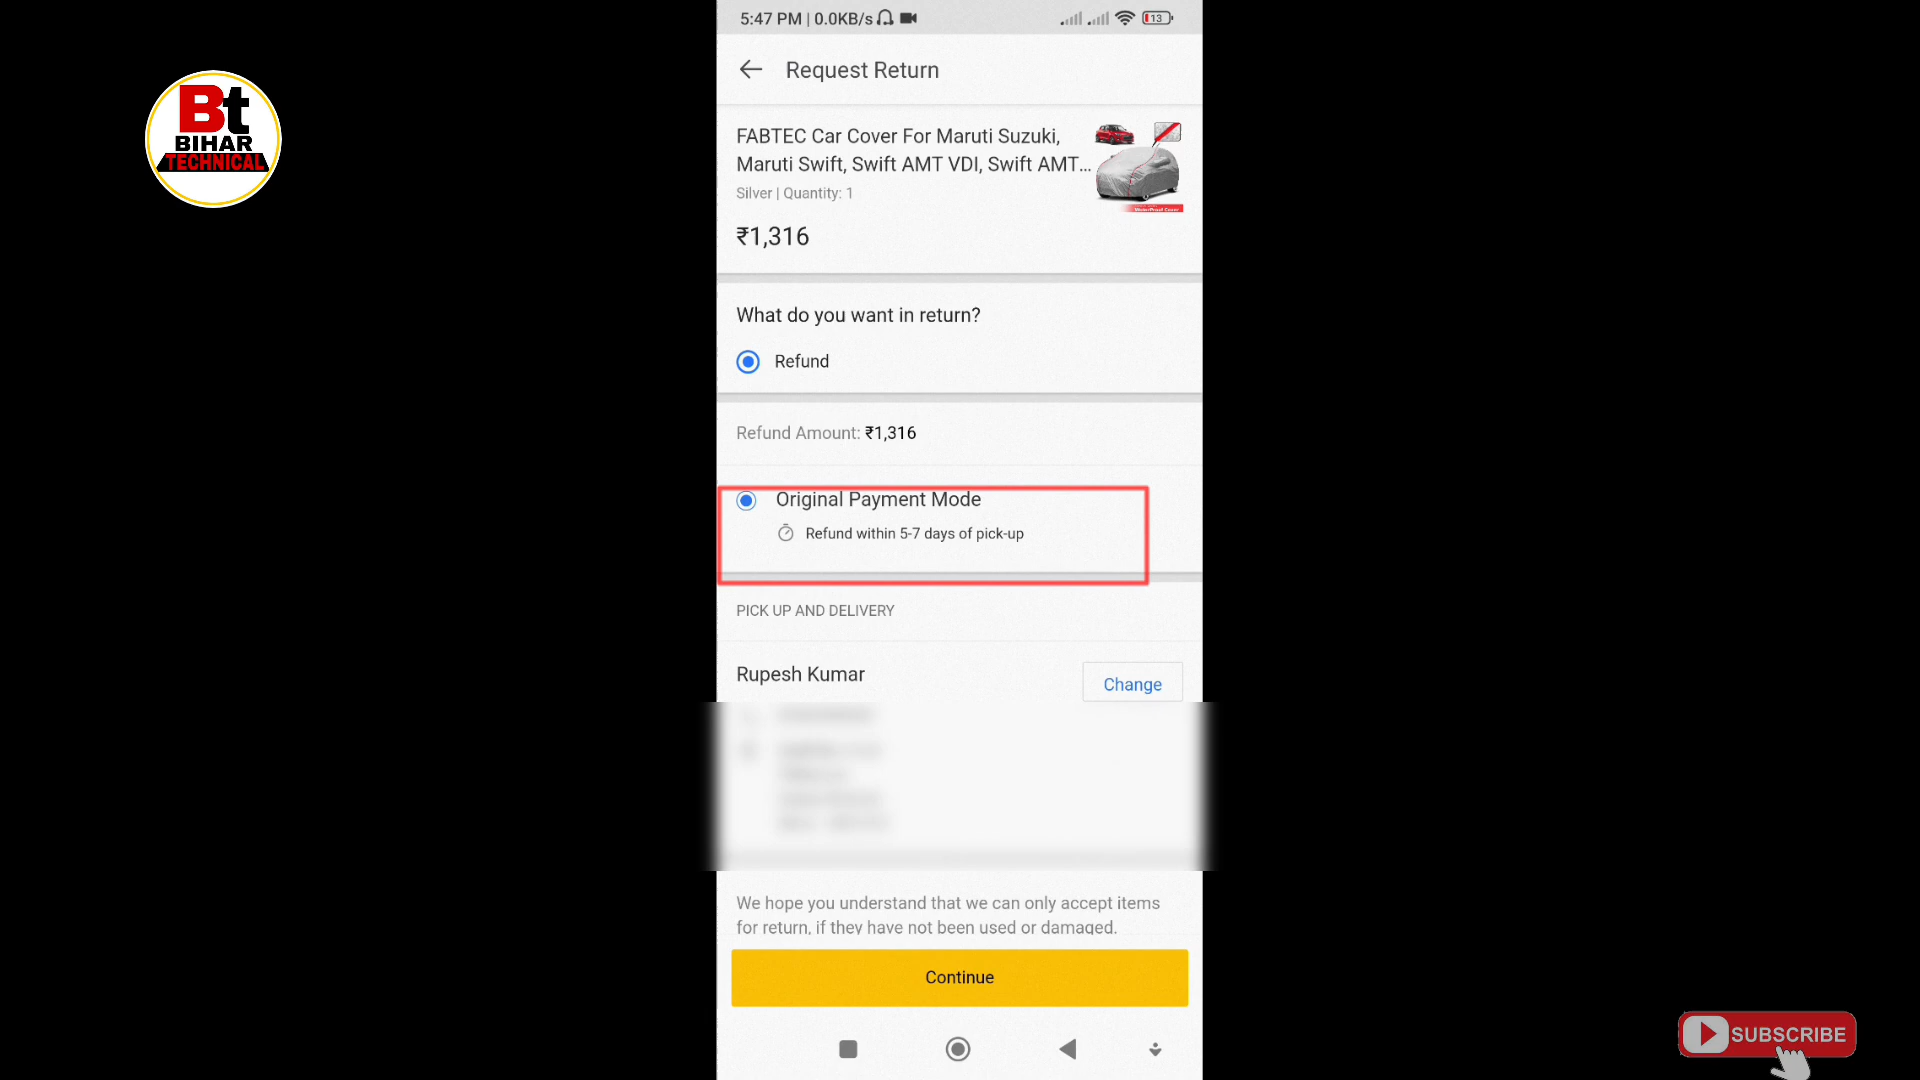 5:47 PM | 0.0KB/s
13
Bt
BIHAR
TECHNICAL
Request Return
FABTEC Car Cover For Maruti Suzuki,
Maruti Swift, Swift AMT VDI, Swift AMT...
Silver | Quantity: 1
₹1,316
What do you want in return?
Refund
Refund Amount: ₹1,316
Original Payment Mode
Refund within 5-7 days of pick-up
PICK UP AND DELIVERY
Rupesh Kumar
Change
We hope you understand that we can only accept items
for return, if they have not been used or damaged.
Continue
SUBSCRIBE